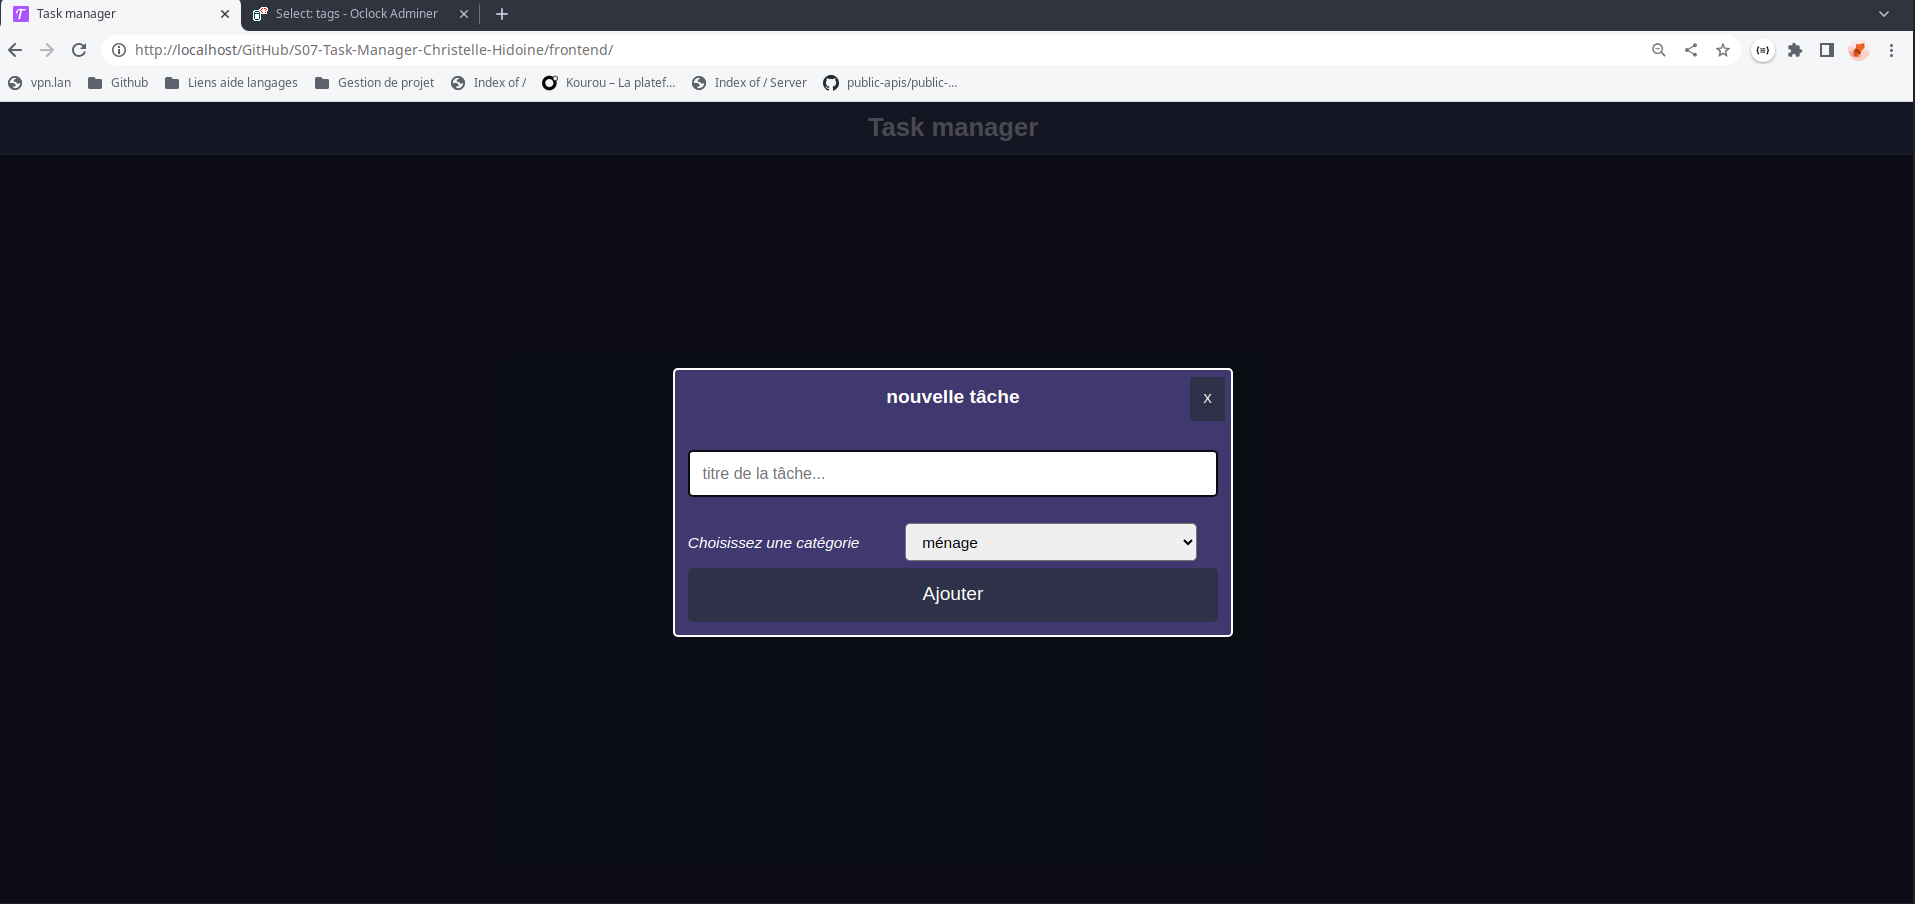 Task manager
Select: tags - Oclock Adminer
http://localhost/GitHub/S07-Task-Manager-Christelle-Hidoine/frontend/
vpn.lan Github Liens aide langages Gestion de projet Index of / Kourou – La platef... Index of / Server public-apis/public-...
Task manager
nouvelle tâche
X
titre de la tâche...
Choisissez une catégorie ménage
Ajouter